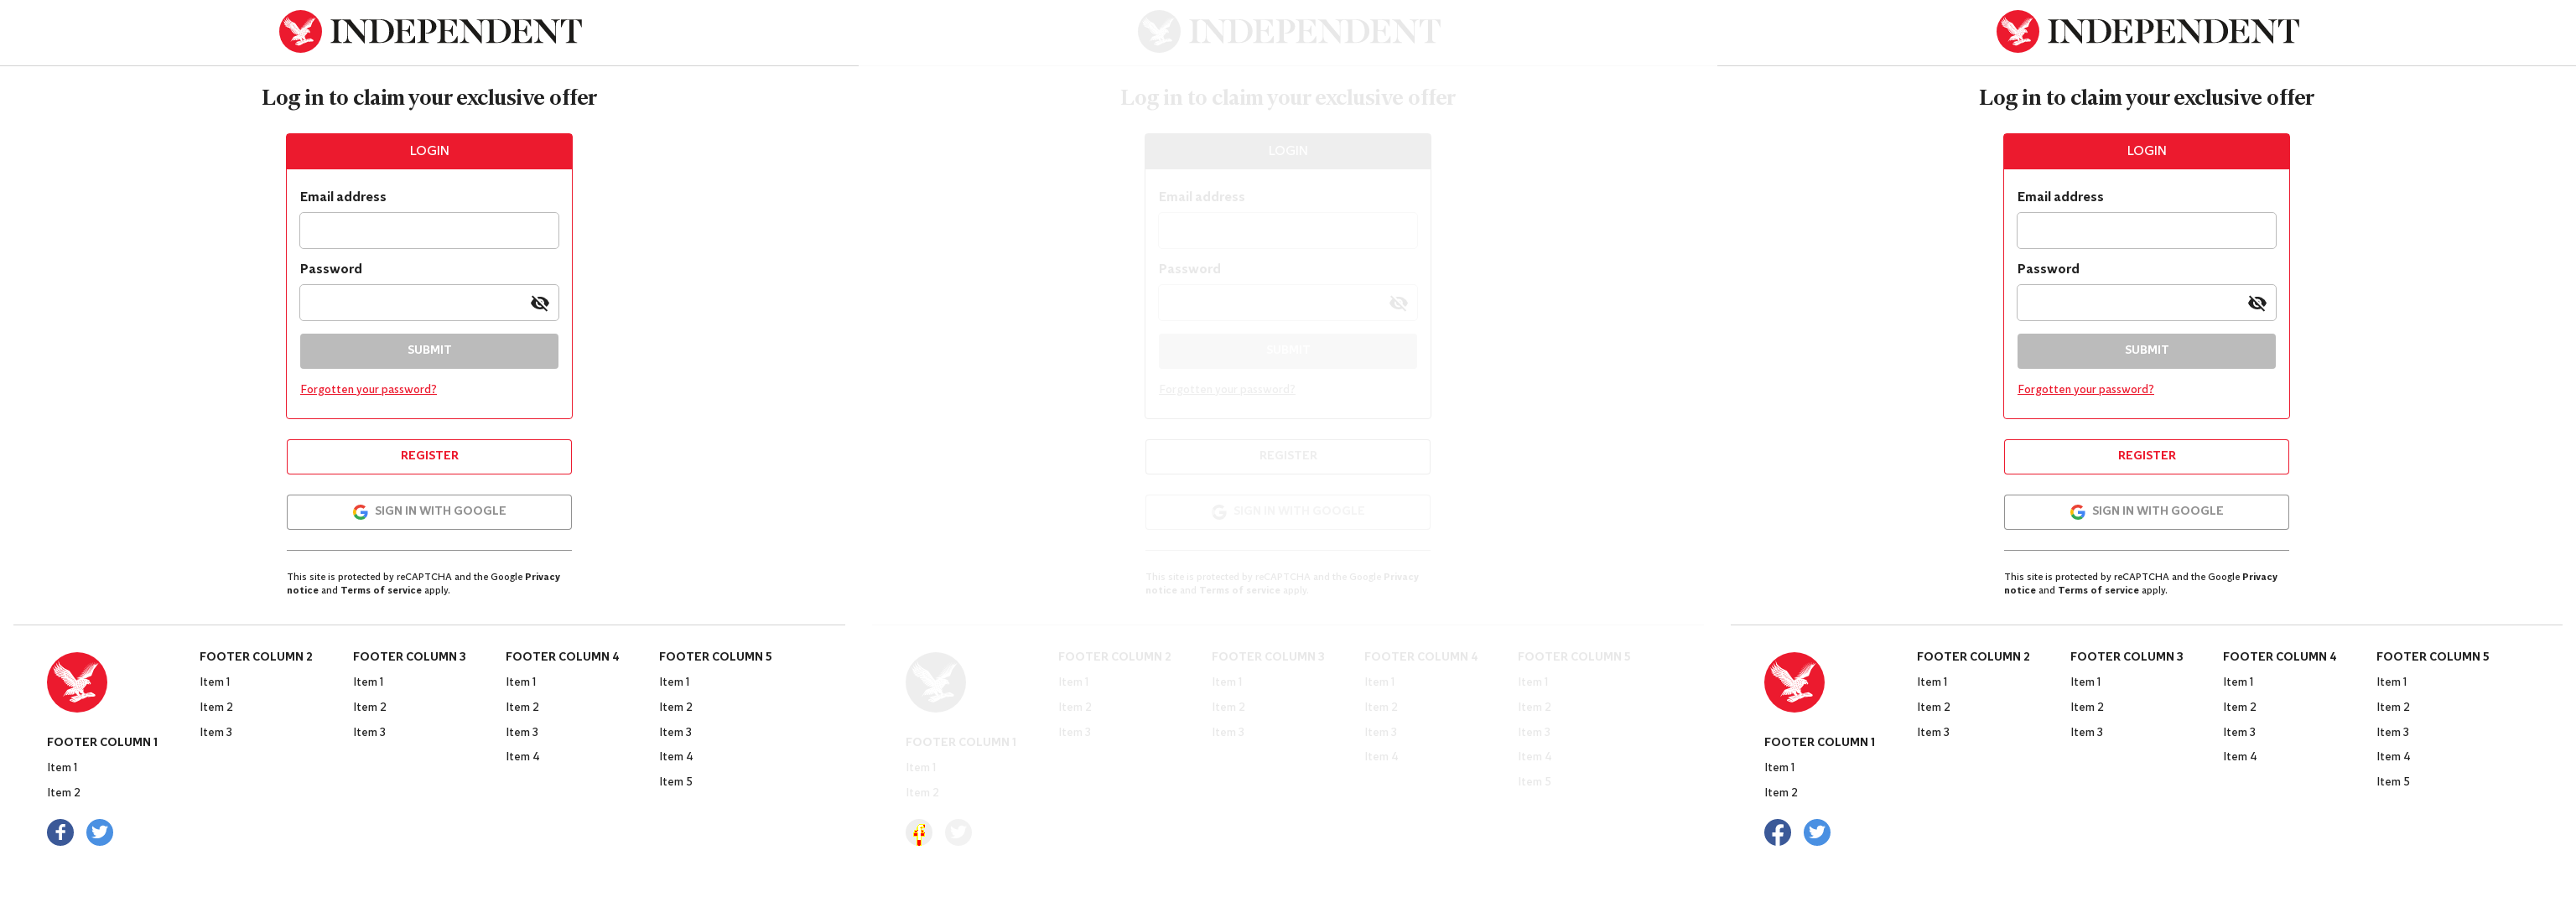 INDEPENDENT
Log in to claim your exclusive offer
LOGIN
Email address
Password
SUBMIT
Forgotten your password?
REGISTER
SIGN IN WITH GOOGLE
This site is protected by reCAPTCHA and the Google Privacy
notice and Terms of service apply.
FOOTER COLUMN 1
Item 1
Item 2
FOOTER COLUMN 2
Item 1
Item 2
Item 3
FOOTER COLUMN 3
Item 1
Item 2
Item 3
FOOTER COLUMN 4
Item 1
Item 2
Item 3
Item 4
FOOTER COLUMN 5
Item 1
Item 2
Item 3
Item 4
Item 5
INDEPENDENT
Log in to claim your exclusive offer
LOGIN
Email address
Password
SUBMIT
Forgotten your password?
REGISTER
SIGN IN WITH GOOGLE
This site is protected by reCAPTCHA and the Google Privacy
notice and Terms of service apply.
FOOTER COLUMN 1
Item 1
Item 2
FOOTER COLUMN 2
Item 1
Item 2
Item 3
FOOTER COLUMN 3
Item 1
Item 2
Item 3
FOOTER COLUMN 4
Item 1
Item 2
Item 3
Item 4
FOOTER COLUMN 5
Item 1
Item 2
Item 3
Item 4
Item 5
INDEPENDENT
Log in to claim your exclusive offer
LOGIN
Email address
Password
SUBMIT
Forgotten your password?
REGISTER
SIGN IN WITH GOOGLE
This site is protected by reCAPTCHA and the Google Privacy
notice and Terms of service apply.
FOOTER COLUMN 1
Item 1
Item 2
FOOTER COLUMN 2
Item 1
Item 2
Item 3
FOOTER COLUMN 3
Item 1
Item 2
Item 3
FOOTER COLUMN 4
Item 1
Item 2
Item 3
Item 4
FOOTER COLUMN 5
Item 1
Item 2
Item 3
Item 4
Item 5